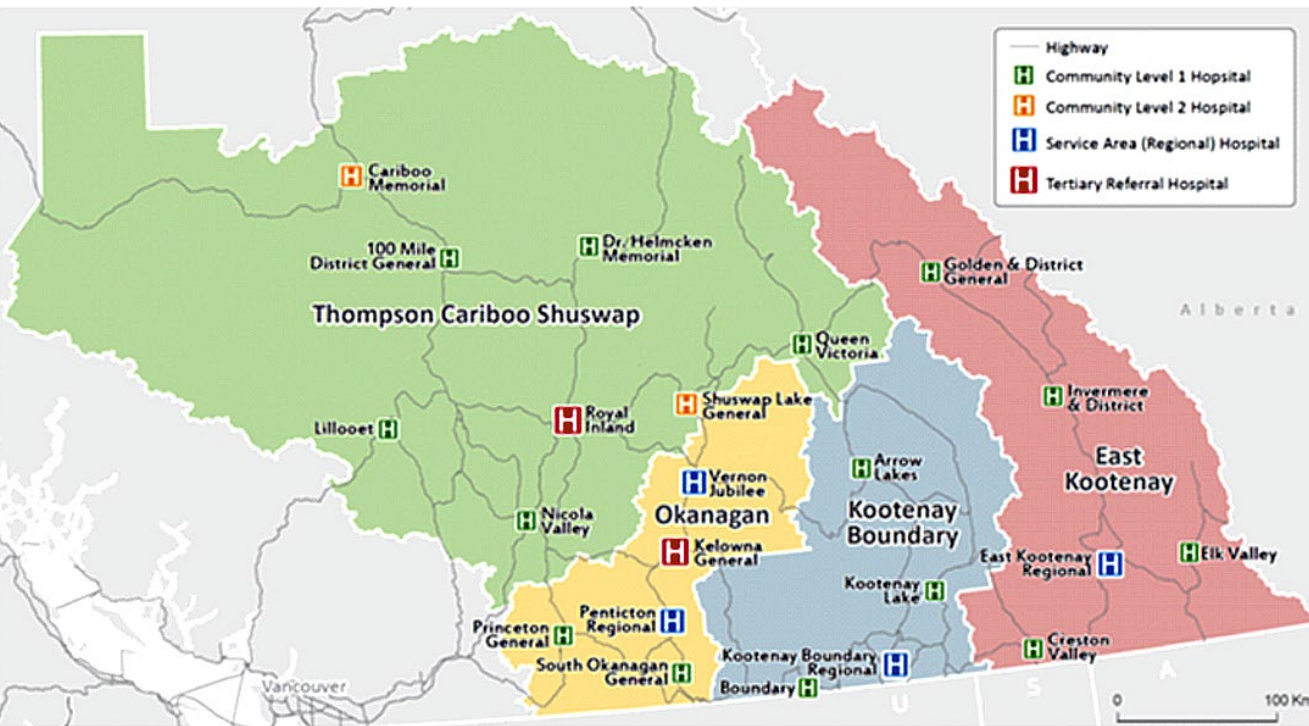 Highway
Community Level 1 Hopsital
Community Level 2 Hospital
Service Area (Regional) Hospital
Tertiary Referral Hospital
Cariboo
Memorial
100 Mile
District General
Dr. Helmcken
Memorial
Golden & District
General
Thompson Cariboo Shuswap
Alberta
Queen
Victoria
Invermere
& District
Shuswap Lake
General
Royal
Inland
Lillooet
Arrow
Lakes
East
Kootenay
Vernon
Jubilee
Okanagan
Kootenay
Boundary
Nicola
Valley
Kelowna
General
East Kootenay
Regional
Elk Valley
Kootenay
Lake
Penticton
Regional
Princeton
General
South Okanagan
General
Kootenay Boundary
Regional
Boundary
Creston
Valley
Vancouver
U S A
0 100 Km